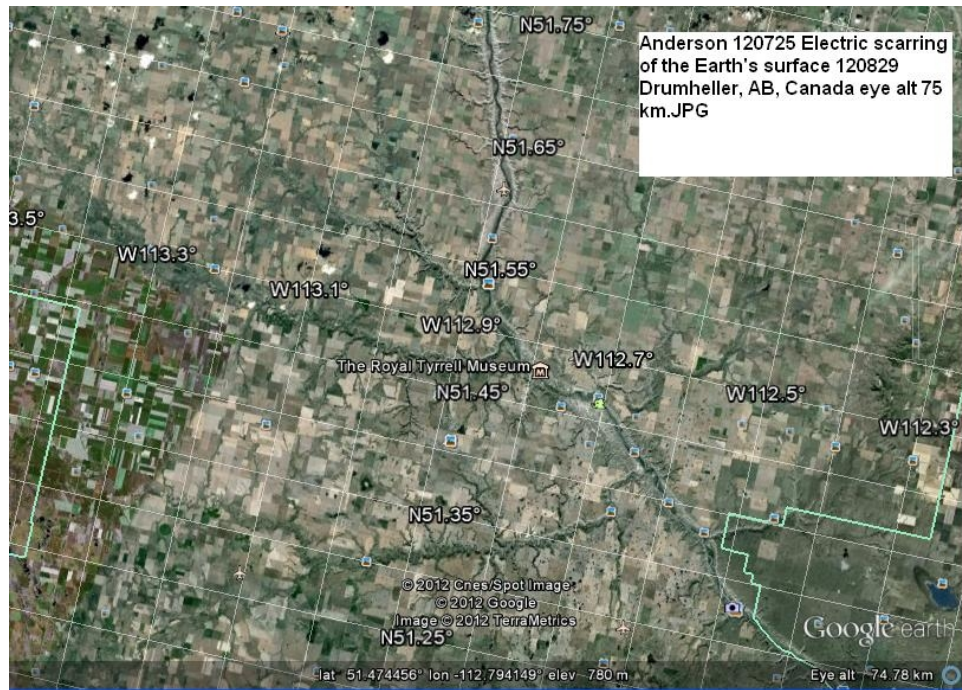 N51.75°
Anderson 120725 Electric scarring
of the Earth's surface 120829
Drumheller, AB, Canada eye alt 75
km.JPG
N51.65°
3.5°
W113.3°
N51.55°
W113.1°
W112.9°
The Royal Tyrrell Museum
W112.7°
N51.45°
W112.5°
W112.3°
N51.35°
© 2012 Cnes/Spot Image
© 2012 Google
Image © 2012 TerraMetrics
N51.25°
Google earth
lat 51.474456° lon -112.794149° elev 780 m
Eye alt 74.78 km